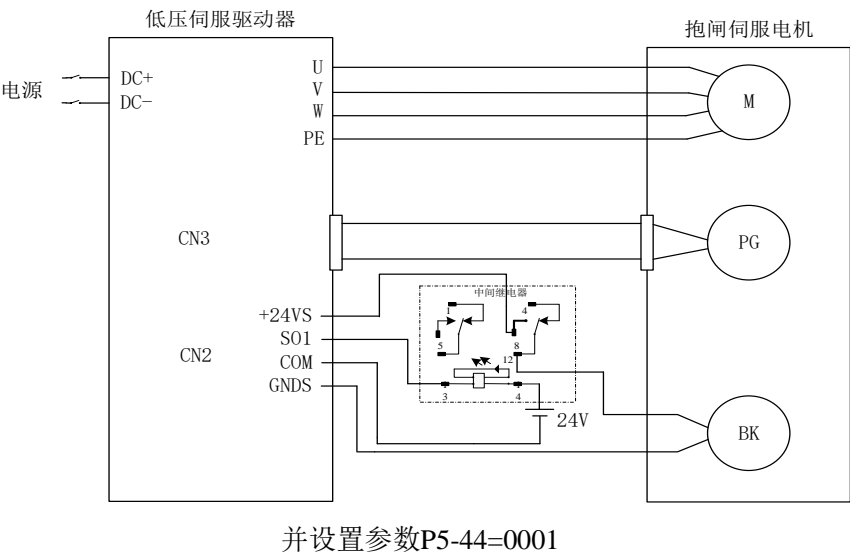 低压伺服驱动器
抱闸伺服电机
电源
DC+
DC-
U
V
W
PE
M
CN3
PG
中间继电器
1
4
5
8
12
3
4
+24VS
SO1
CN2
COM
GNDS
24V
BK
并设置参数P5-44=0001